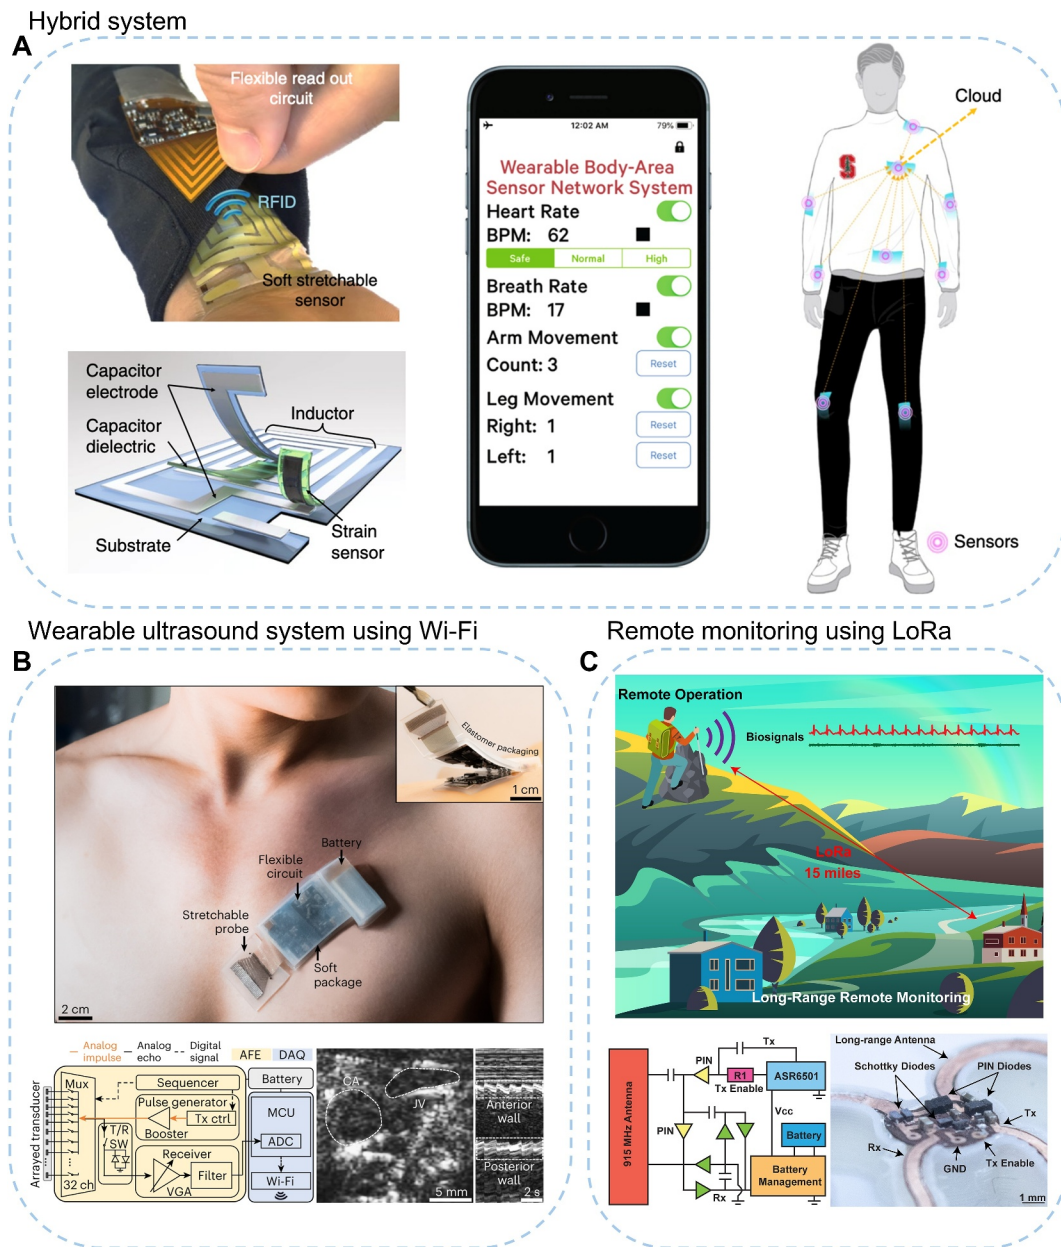 Hybrid system
A
Flexible read out
circuit
RFID
Soft stretchable
sensor
Capacitor
electrode
Capacitor
dielectric
Inductor
Substrate
Strain
sensor
12:02 AM
79%
Wearable Body-Area
Sensor Network System
Heart Rate
BPM: 62
Safe Normal High
Breath Rate
BPM: 17
Arm Movement
Count: 3 Reset
Leg Movement
Right: 1 Reset
Left: 1 Reset
Cloud
S
Sensors
Wearable ultrasound system using Wi-Fi
B
Elastomer packaging
1 cm
Battery
Flexible
circuit
Stretchable
probe
Soft
package
2 cm
Analog
impulse
Analog
echo
Digital
signal
AFE DAQ
Arrayed transducer
Mux
32 ch
Sequencer
Pulse generator
Tx ctrl
Booster
T/R
SW
Receiver
Filter
VGA
Battery
MCU
ADC
Wi-Fi
CA
JV
5 mm
Anterior
wall
Posterior
wall
2 s
Remote monitoring using LoRa
C
Remote Operation
Biosignals
LoRa
15 miles
Long-Range Remote Monitoring
915 MHz Antenna
PIN
Tx
R1
Tx Enable
ASR6501
Vcc
PIN
Battery
Battery
Management
Rx
Long-range Antenna
Schottky Diodes
PIN Diodes
Tx
Rx
GND
Tx Enable
1 mm